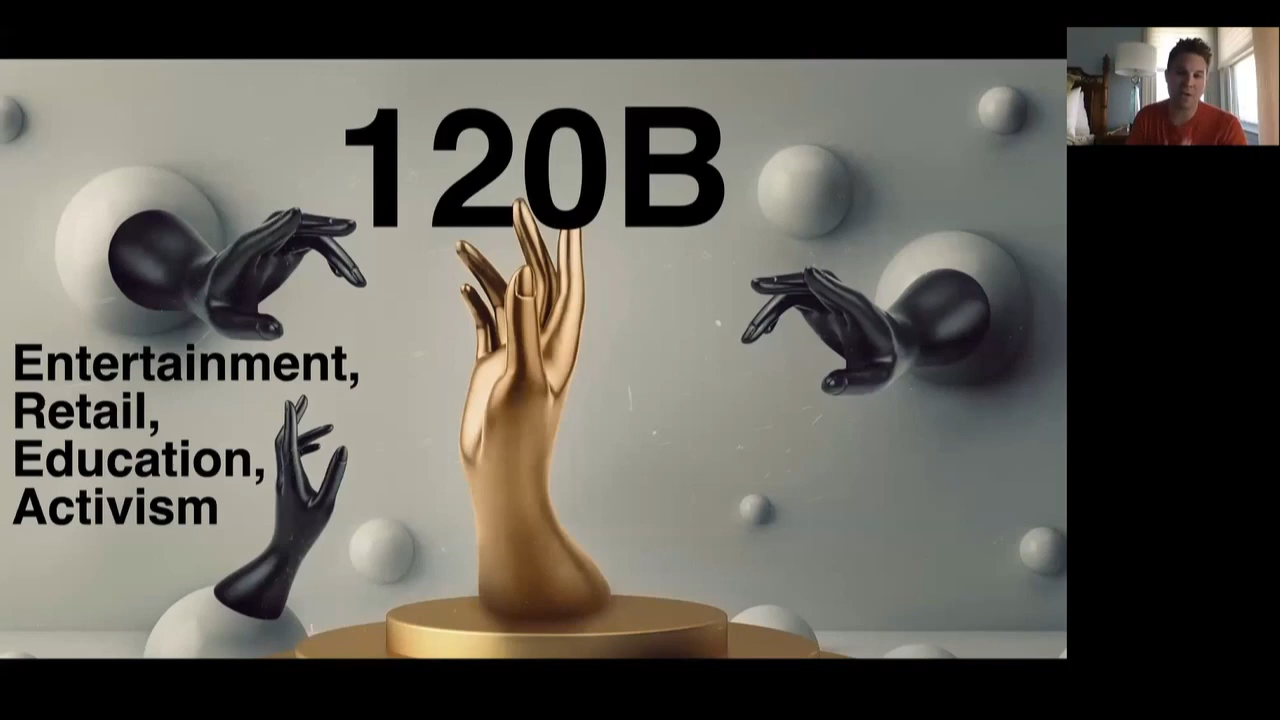 120B
Entertainment,
Retail,
Education,
Activism